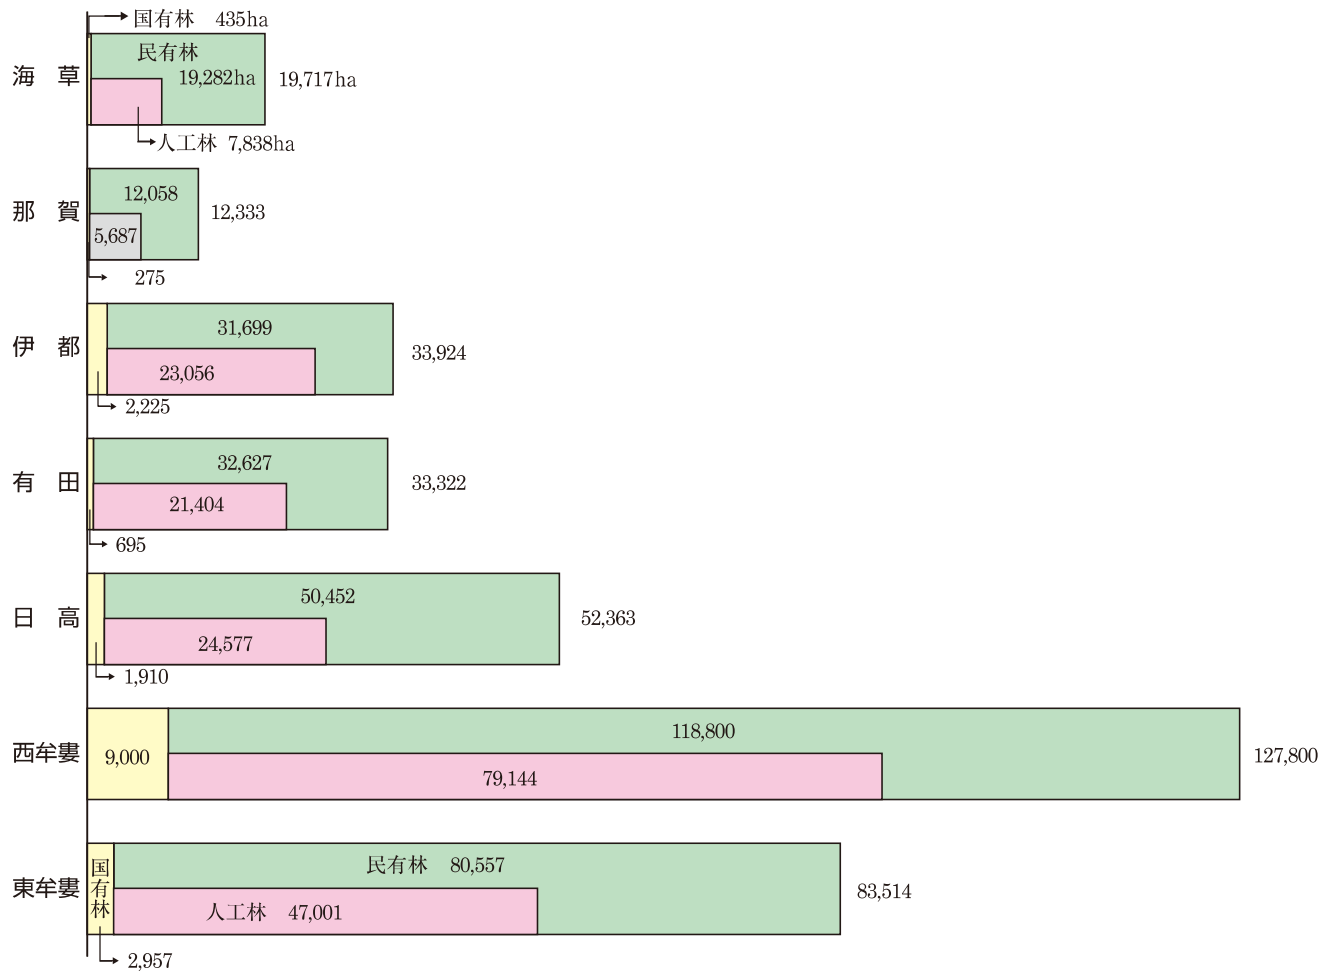 国有林 435ha
海 草
民有林
19,282ha
19,717ha
人工林 7,838ha
那 賀
12,058
12,333
5,687
275
伊 都
31,699
33,924
23,056
2,225
有 田
32,627
33,322
21,404
695
日 高
50,452
52,363
24,577
1,910
西牟婁
9,000
118,800
127,800
79,144
東牟婁
国有林
民有林 80,557
83,514
人工林 47,001
2,957